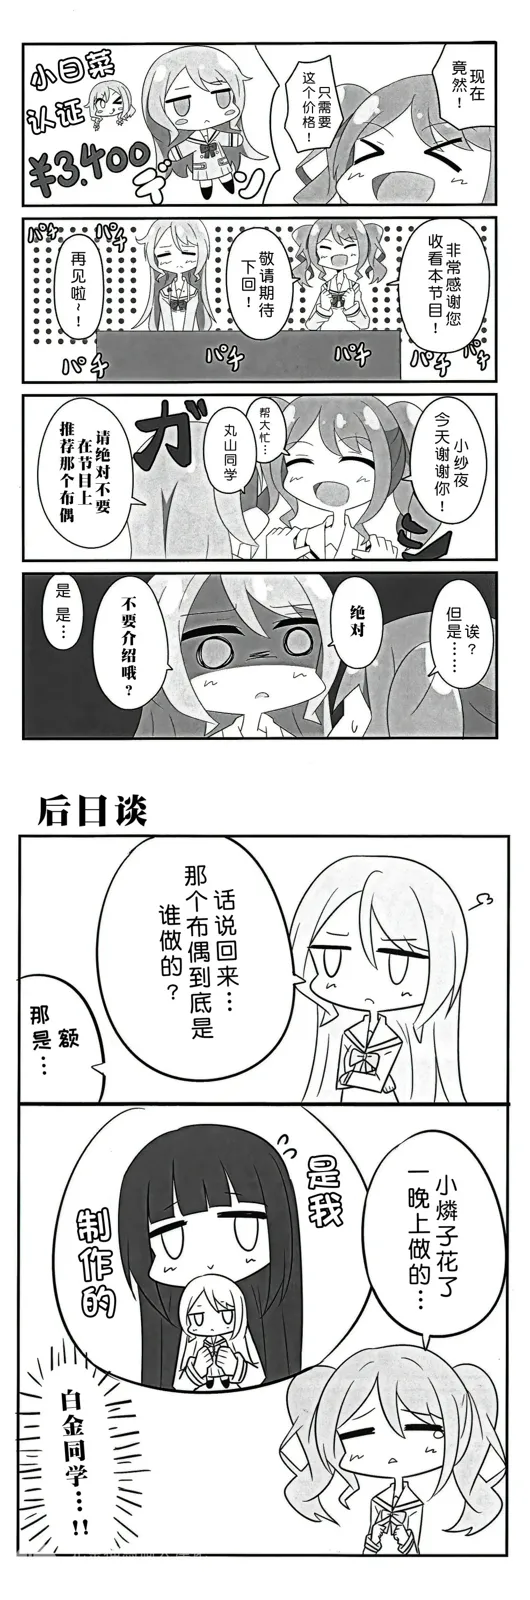 现在
竟然！
只需要
这个价格！
小日菜
认证
¥3.400
デデン
非常感谢您
收看本节目！
敬请期待
下回！
再见啦~！
パチ
パチ
パチ
パチ
パチ
小纱夜
今天谢谢你！
帮大忙…
丸山同学
请绝对不要
在节目上
推荐那个布偶
ガシ
诶？
但是……
绝对
不要介绍哦？
是
是…
后日谈
话说回来…
那个布偶到底是
谁做的？
额
那是…
小燐子花了
一晚上做的…
是我
制作的
白金同学…!!